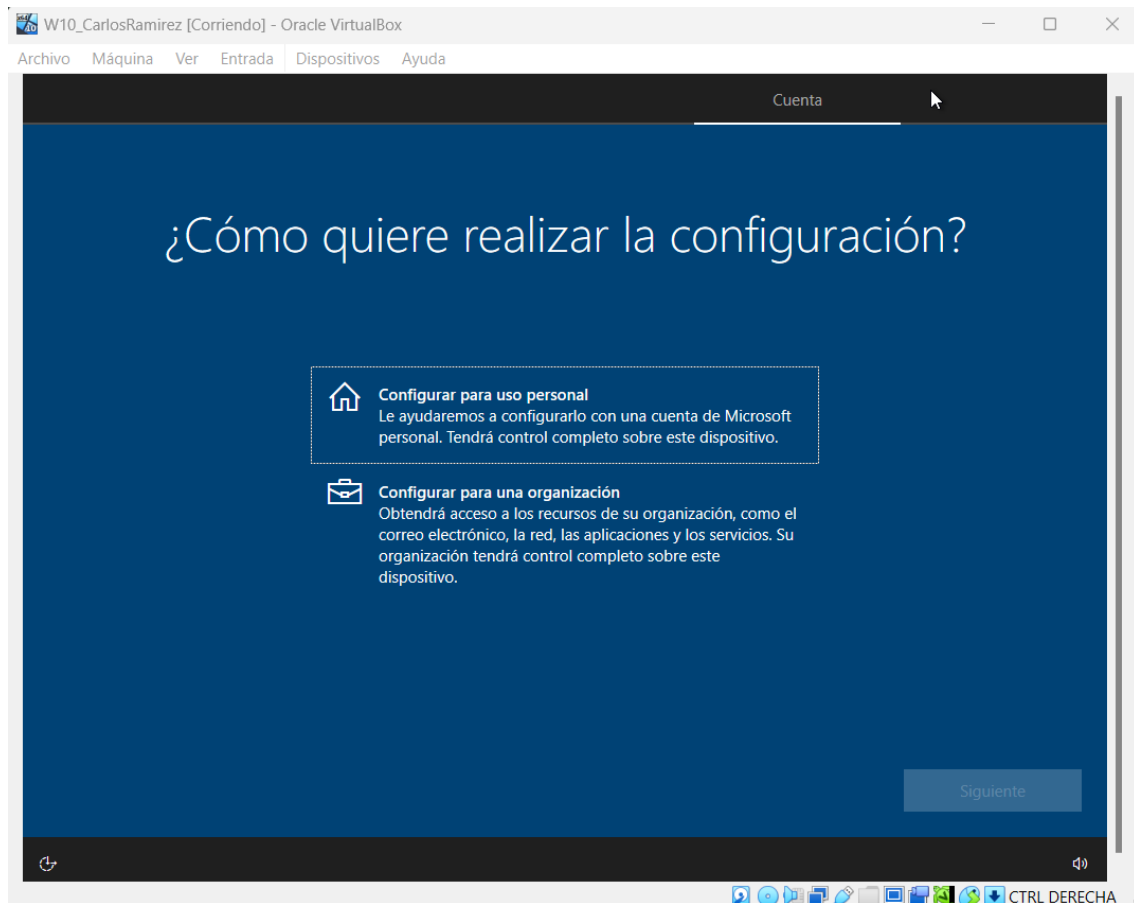 W10_CarlosRamirez [Corriendo] - Oracle VirtualBox
Archivo Máquina Ver Entrada Dispositivos Ayuda
Cuenta
¿Cómo quiere realizar la configuración?
Configurar para uso personal
Le ayudaremos a configurarlo con una cuenta de Microsoft
personal. Tendrá control completo sobre este dispositivo.
Configurar para una organización
Obtendrá acceso a los recursos de su organización, como el
correo electrónico, la red, las aplicaciones y los servicios. Su
organización tendrá control completo sobre este
dispositivo.
Siguiente
CTRL DERECHA